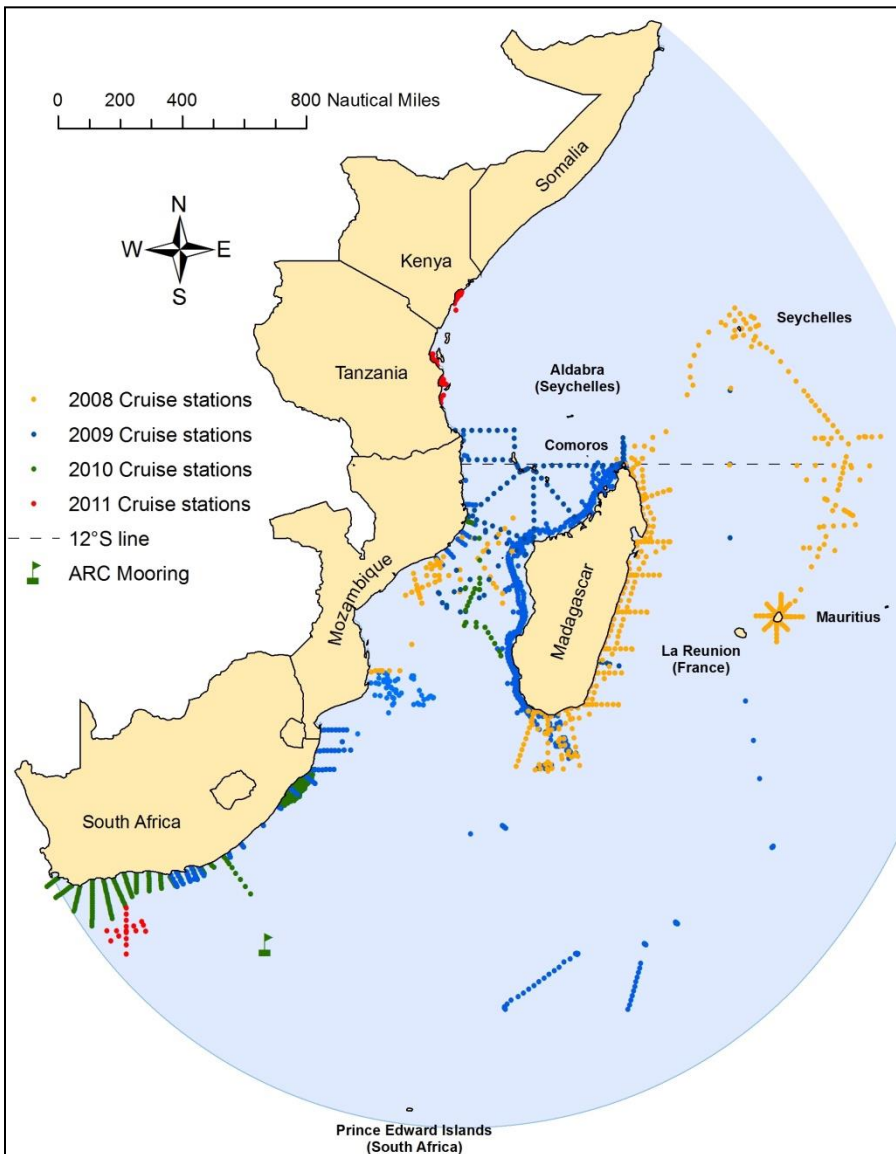 0 200 400 800 Nautical Miles
N
W E
S
Somalia
Kenya
Tanzania
Seychelles
Aldabra
(Seychelles)
Comoros
2008 Cruise stations
2009 Cruise stations
2010 Cruise stations
2011 Cruise stations
12°S line
ARC Mooring
Mozambique
Madagascar
Mauritius
La Reunion
(France)
South Africa
Prince Edward Islands
(South Africa)